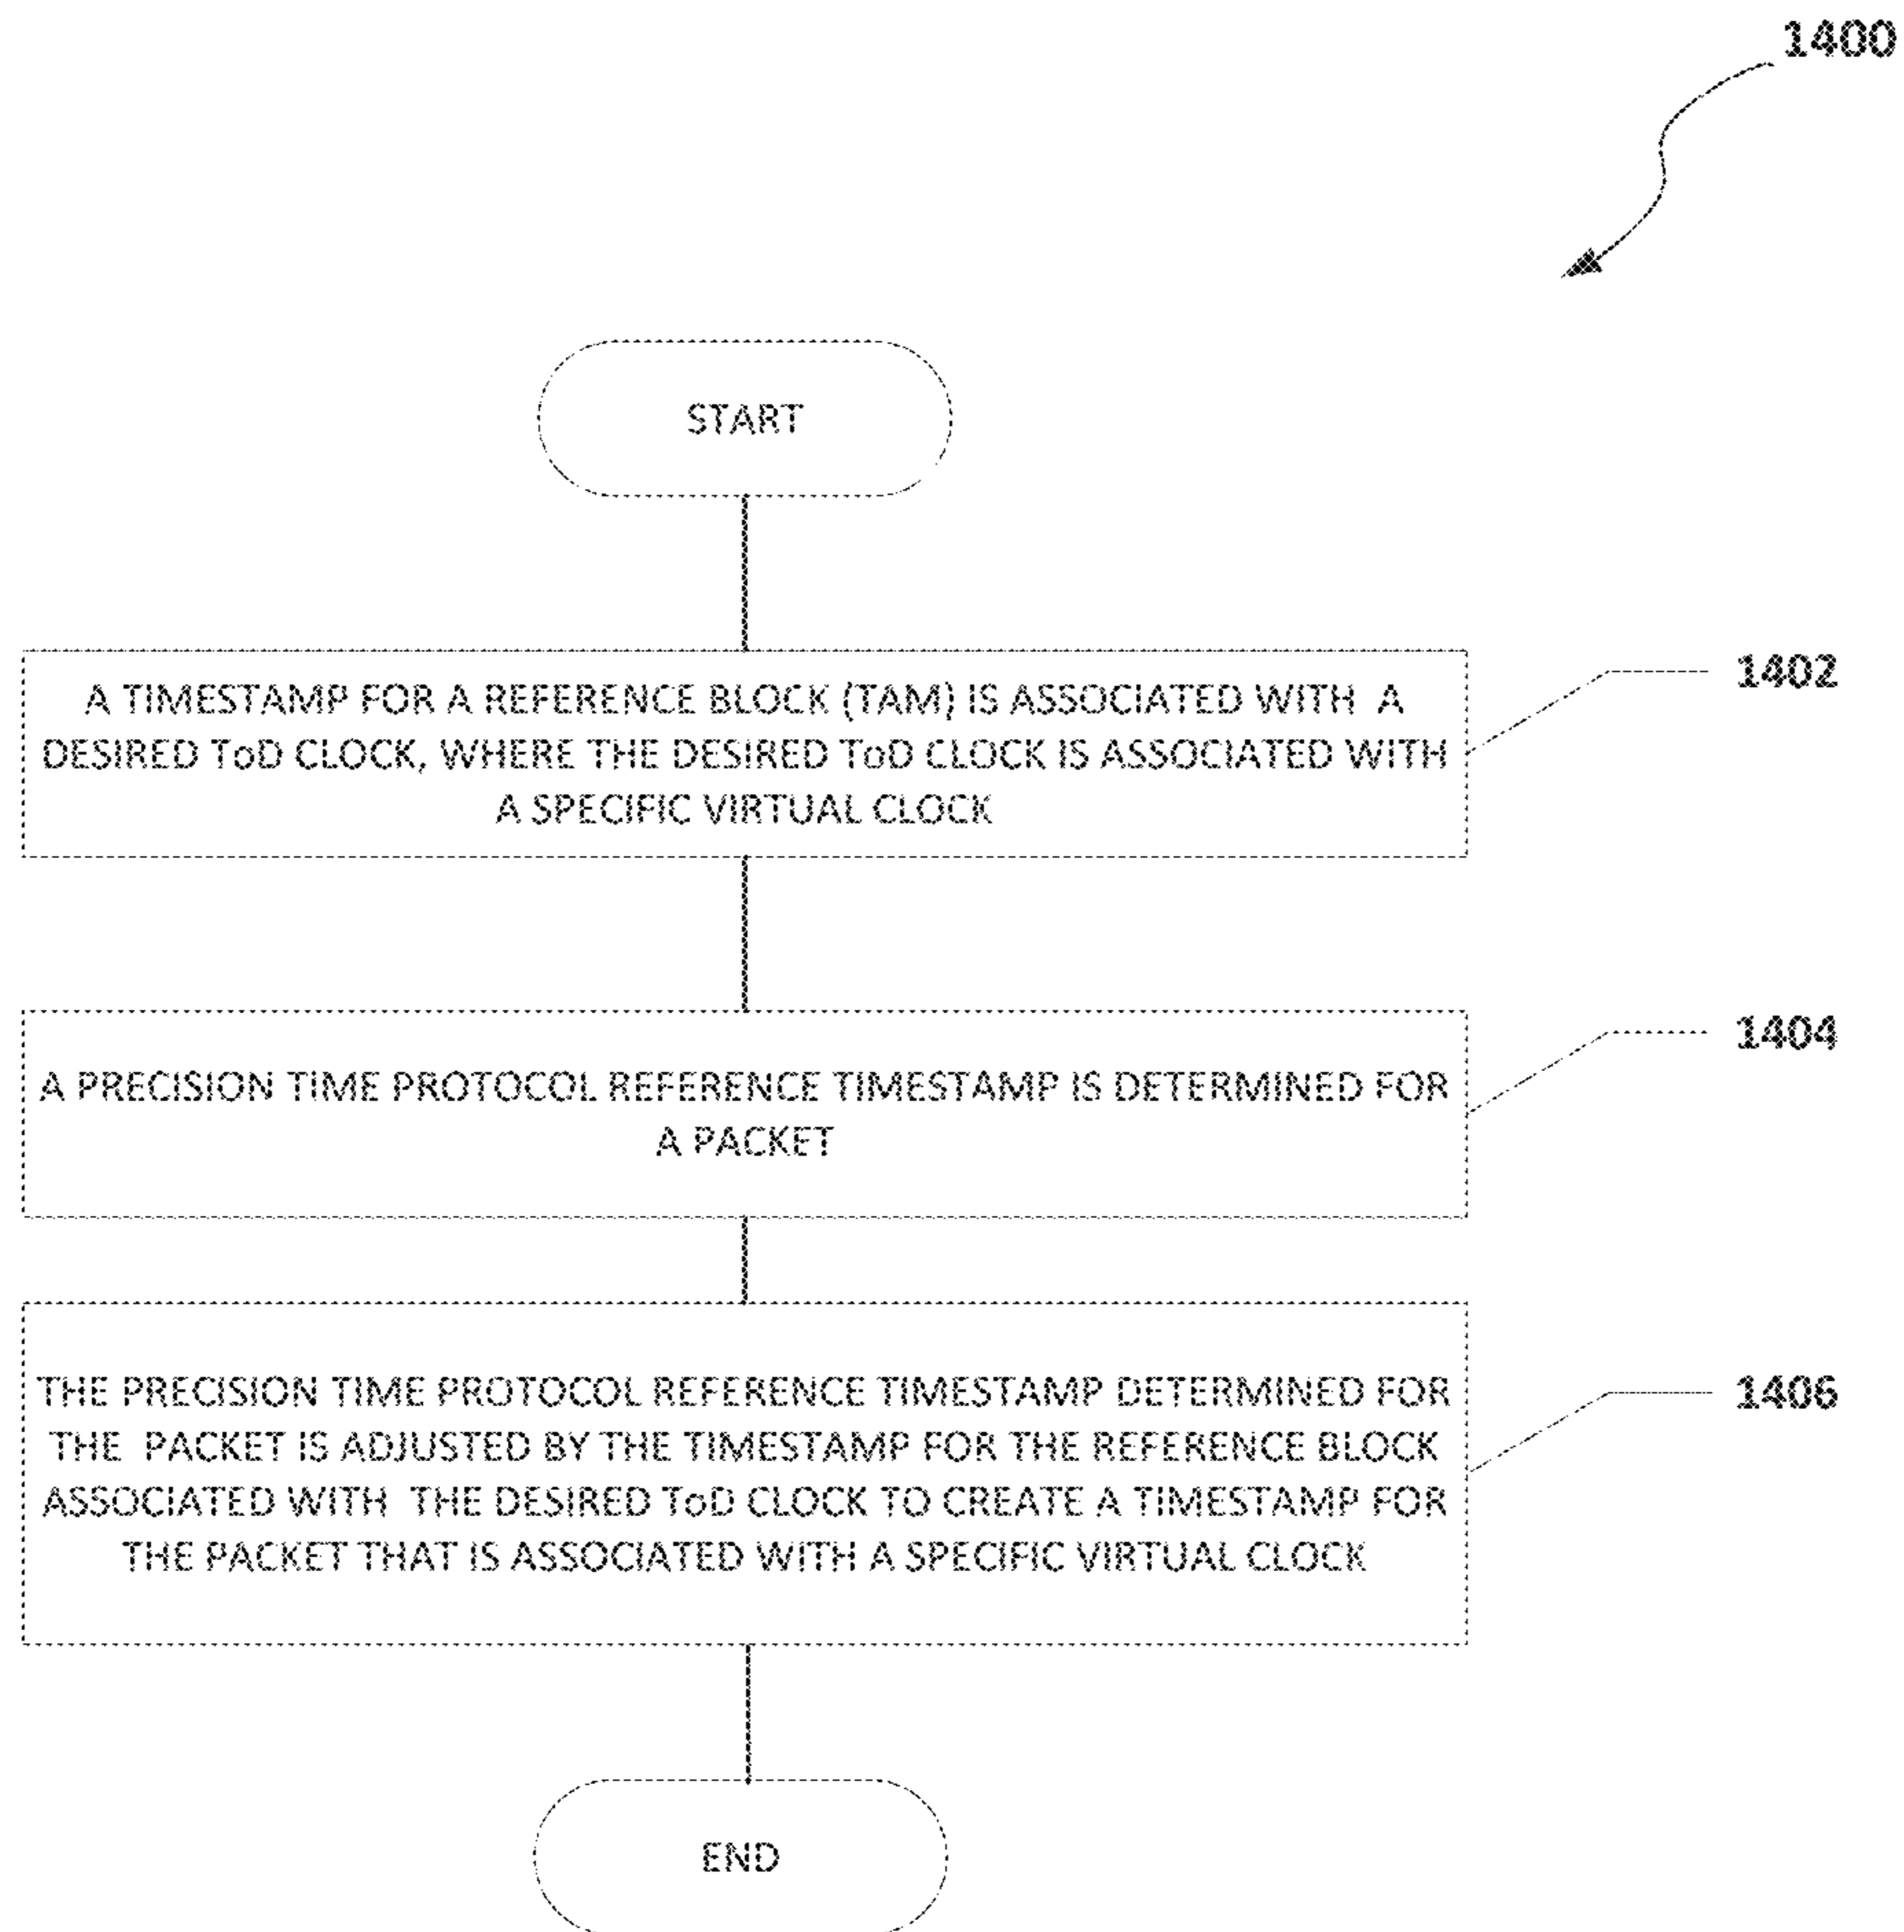 1400
START
A TIMESTAMP FOR A REFERENCE BLOCK (TAM) IS ASSOCIATED WITH A
DESIRED ToD CLOCK, WHERE THE DESIRED ToD CLOCK IS ASSOCIATED WITH
A SPECIFIC VIRTUAL CLOCK
1402
A PRECISION TIME PROTOCOL REFERENCE TIMESTAMP IS DETERMINED FOR
A PACKET
1404
THE PRECISION TIME PROTOCOL REFERENCE TIMESTAMP DETERMINED FOR
THE PACKET IS ADJUSTED BY THE TIMESTAMP FOR THE REFERENCE BLOCK
ASSOCIATED WITH THE DESIRED ToD CLOCK TO CREATE A TIMESTAMP FOR
THE PACKET THAT IS ASSOCIATED WITH A SPECIFIC VIRTUAL CLOCK
1406
END